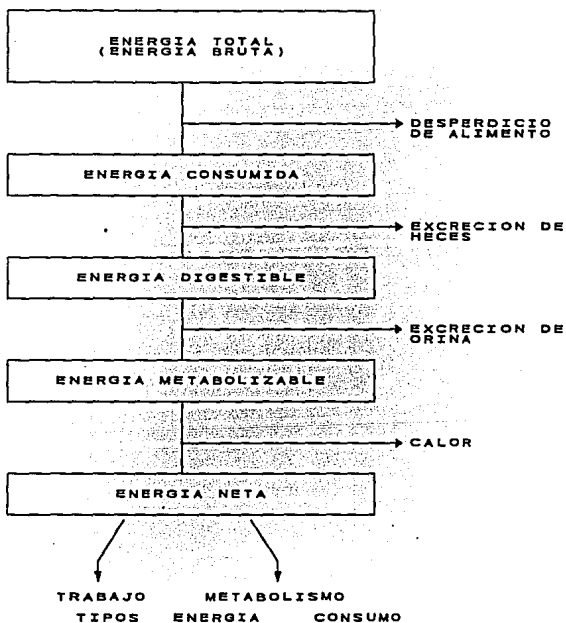 ENERGIA TOTAL
(ENERGIA BRUTA)
DESPERDICIO
DE ALIMENTO
ENERGIA CONSUMIDA
EXCRECION DE
HECES
ENERGIA DIGESTIBLE
EXCRECION DE
ORINA
ENERGIA METABOLIZABLE
CALOR
ENERGIA NETA
TRABAJO METABOLISMO
TIPOS ENERGIA CONSUMO